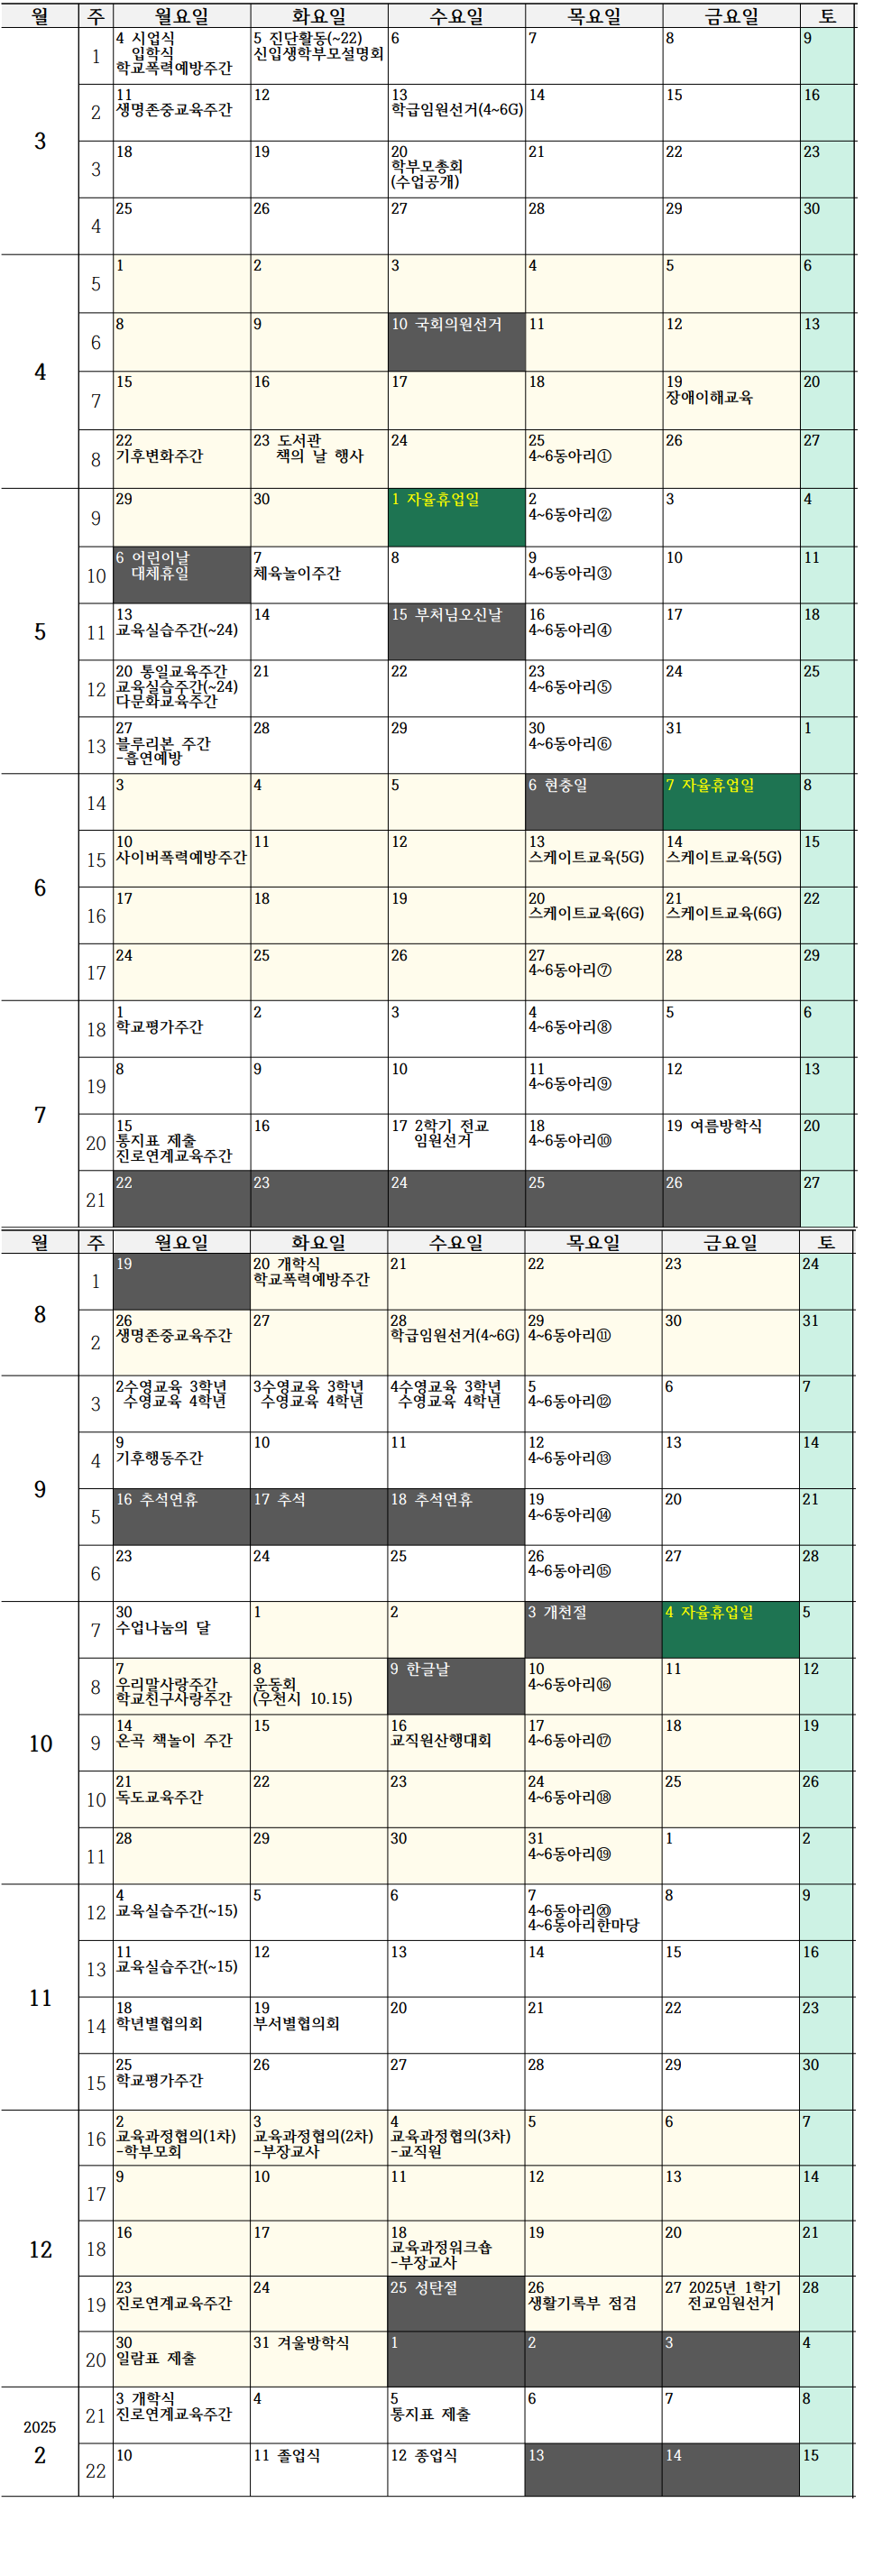 월 주 월요일 화요일 수요일 목요일 금요일 토
3
1
4 시업식
입학식
학교폭력예방주간
5 진단활동(~22)
신입생학부모설명회
6
7
8
9
2
11
생명존중교육주간
12
13
학급임원선거(4~6G)
14
15
16
3
18
19
20
학부모총회
(수업공개)
21
22
23
4
25
26
27
28
29
30
4
5
1
2
3
4
5
6
6
8
9
10 국회의원선거
11
12
13
7
15
16
17
18
19
장애이해교육
20
8
22
기후변화주간
23 도서관
책의 날 행사
24
25
4~6동아리①
26
27
5
9
29
30
1 자율휴업일
2
4~6동아리②
3
4
10
6 어린이날
대체휴일
7
체육놀이주간
8
9
4~6동아리③
10
11
11
13
교육실습주간(~24)
14
15 부처님오신날
16
4~6동아리④
17
18
12
20 통일교육주간
교육실습주간(~24)
다문화교육주간
21
22
23
4~6동아리⑤
24
25
13
27
블루리본 주간
-흡연예방
28
29
30
4~6동아리⑥
31
1
6
14
3
4
5
6 현충일
7 자율휴업일
8
15
10
사이버폭력예방주간
11
12
13
스케이트교육(5G)
14
스케이트교육(5G)
15
16
17
18
19
20
스케이트교육(6G)
21
스케이트교육(6G)
22
17
24
25
26
27
4~6동아리⑦
28
29
7
18
1
학교평가주간
2
3
4
4~6동아리⑧
5
6
19
8
9
10
11
4~6동아리⑨
12
13
20
15
통지표 제출
진로연계교육주간
16
17 2학기 전교
임원선거
18
4~6동아리⑩
19 여름방학식
20
21
22
23
24
25
26
27
월 주 월요일 화요일 수요일 목요일 금요일 토
8
1
19
20 개학식
학교폭력예방주간
21
22
23
24
2
26
생명존중교육주간
27
28
학급임원선거(4~6G)
29
4~6동아리⑪
30
31
9
3
2수영교육 3학년
수영교육 4학년
3수영교육 3학년
수영교육 4학년
4수영교육 3학년
수영교육 4학년
5
4~6동아리⑫
6
7
4
9
기후행동주간
10
11
12
4~6동아리⑬
13
14
5
16 추석연휴
17 추석
18 추석연휴
19
4~6동아리⑭
20
21
6
23
24
25
26
4~6동아리⑮
27
28
10
7
30
수업나눔의 달
1
2
3 개천절
4 자율휴업일
5
8
7
우리말사랑주간
학교친구사랑주간
8
운동회
(우천시 10.15)
9 한글날
10
4~6동아리⑯
11
12
9
14
온곡 책놀이 주간
15
16
교직원산행대회
17
4~6동아리⑰
18
19
10
21
독도교육주간
22
23
24
4~6동아리⑱
25
26
11
28
29
30
31
4~6동아리⑲
1
2
11
12
4
교육실습주간(~15)
5
6
7
4~6동아리⑳
4~6동아리한마당
8
9
13
11
교육실습주간(~15)
12
13
14
15
16
14
18
학년별협의회
19
부서별협의회
20
21
22
23
15
25
학교평가주간
26
27
28
29
30
12
16
2
교육과정협의(1차)
-학부모회
3
교육과정협의(2차)
-부장교사
4
교육과정협의(3차)
-교직원
5
6
7
17
9
10
11
12
13
14
18
16
17
18
교육과정워크숍
-부장교사
19
20
21
19
23
진로연계교육주간
24
25 성탄절
26
생활기록부 점검
27 2025년 1학기
전교임원선거
28
20
30
일람표 제출
31 겨울방학식
1
2
3
4
2025
2
21
3 개학식
진로연계교육주간
4
5
통지표 제출
6
7
8
22
10
11 졸업식
12 종업식
13
14
15